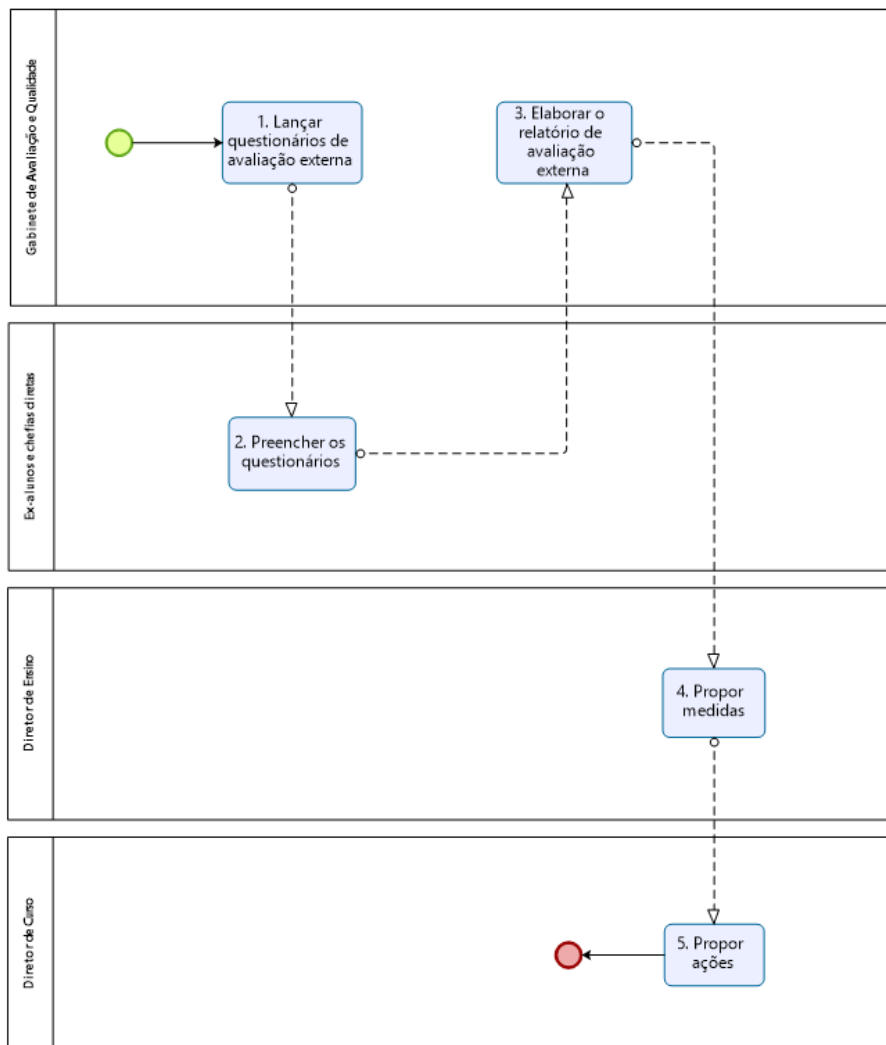 Gabinete de Avaliação e Qualidade
1. Lançar
questionários de
avaliação externa
3. Elaborar o
relatório de
avaliação
externa
Ex-alunos e chefias diretas
2. Preencher os
questionários
Diretor de Ensino
4. Propor
medidas
Diretor de Curso
5. Propor
ações